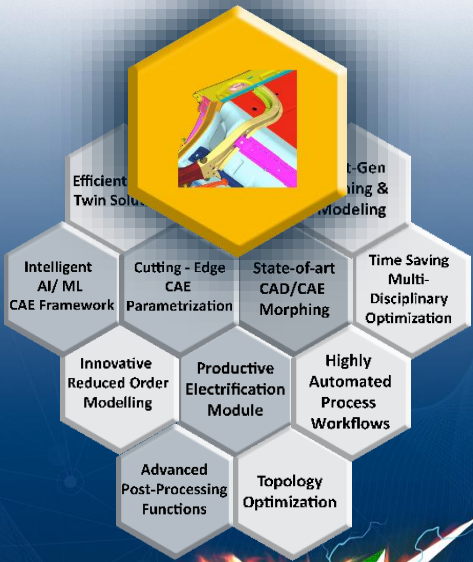 Efficient
Twin
t-Gen
ing &
Modeling
Intelligent
AI/ ML
CAE Framework
Cutting - Edge
CAE
Parametrization
State-of-art
CAD/CAE
Morphing
Time Saving
Multi-
Disciplinary
Optimization
Innovative
Reduced Order
Modelling
Productive
Electrification
Module
Highly
Automated
Process
Workflows
Advanced
Post-Processing
Functions
Topology
Optimization